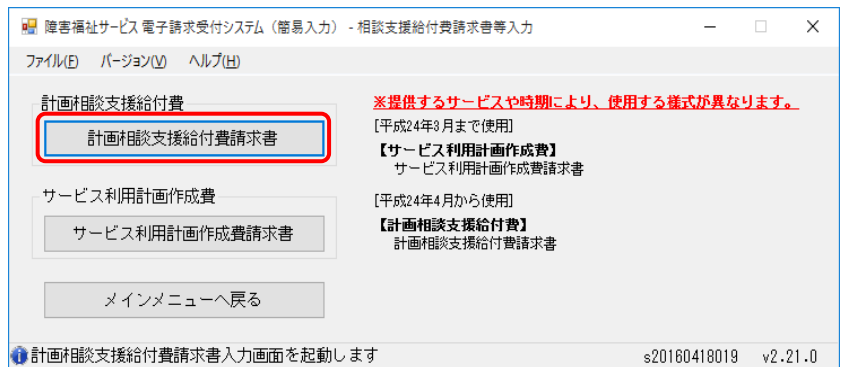 障害福祉サービス 電子請求受付システム（簡易入力） - 相談支援給付費請求書等入力
ファイル(F) バージョン(V) ヘルプ(H)
計画相談支援給付費
計画相談支援給付費請求書
サービス利用計画作成費
サービス利用計画作成費請求書
メインメニューへ戻る
※提供するサービスや時期により、使用する様式が異なります。
[平成24年3月まで使用]
【サービス利用計画作成費】
サービス利用計画作成費請求書
[平成24年4月から使用]
【計画相談支援給付費】
計画相談支援給付費請求書
計画相談支援給付費請求書入力画面を起動します
s20160418019 v2.21.0